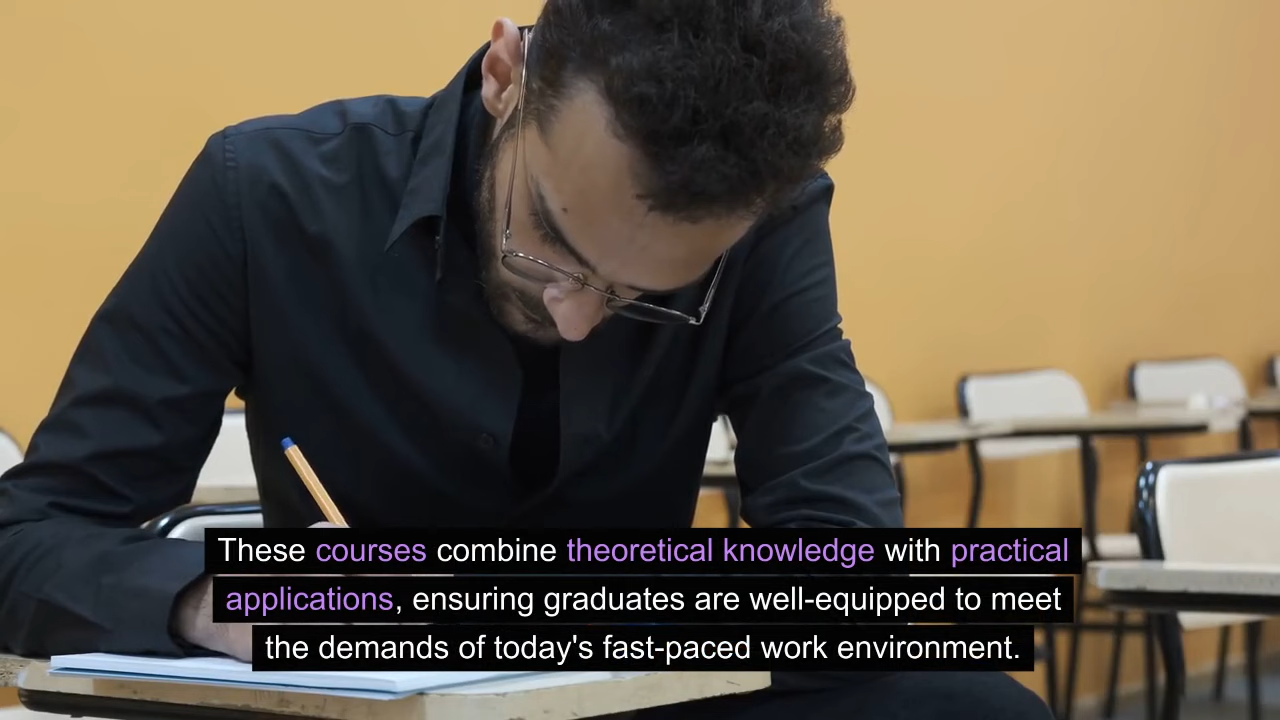 These courses combine theoretical knowledge with practical
applications, ensuring graduates are well-equipped to meet
the demands of today's fast-paced work environment.